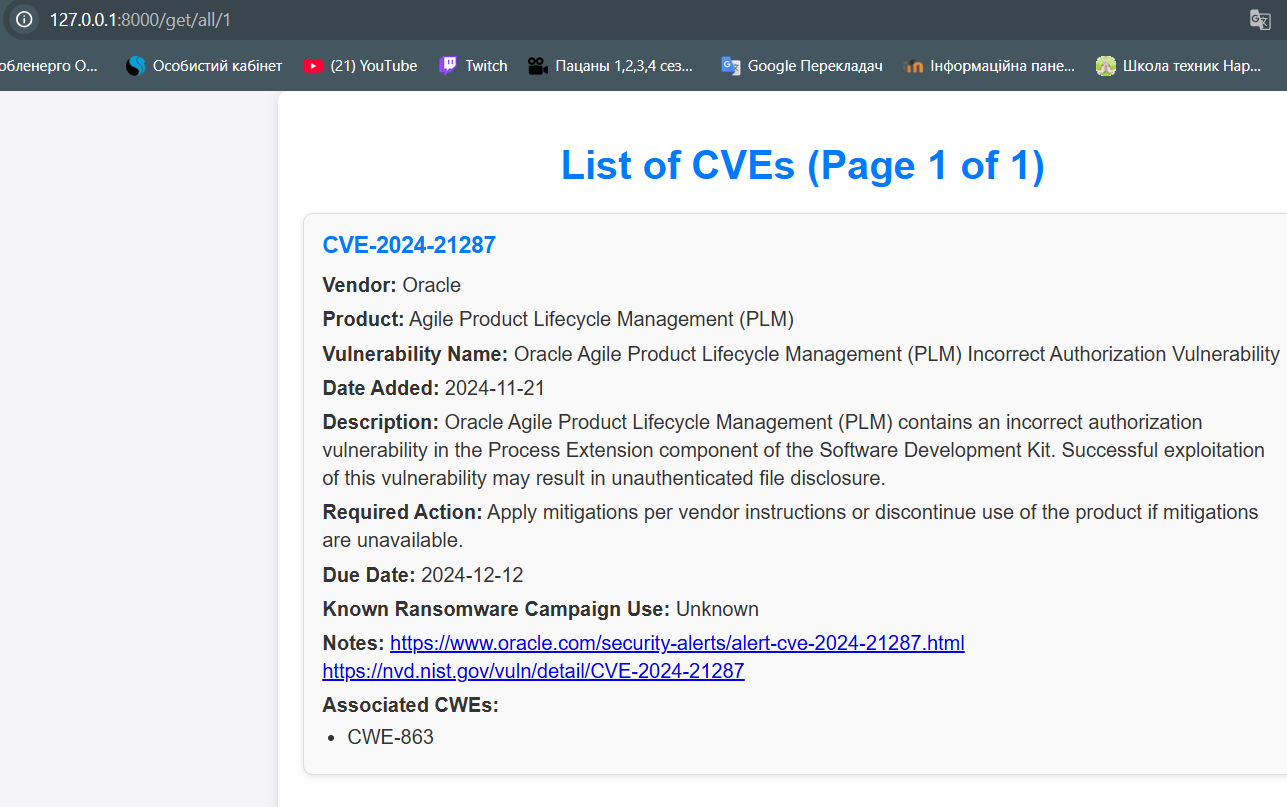 127.0.0.1:8000/get/all/1
обленерго О... Особистий кабінет (21) YouTube Twitch Пацаны 1,2,3,4 сез... Google Перекладач Інформаційна пане... Школа техник Нар...
List of CVEs (Page 1 of 1)
CVE-2024-21287
Vendor: Oracle
Product: Agile Product Lifecycle Management (PLM)
Vulnerability Name: Oracle Agile Product Lifecycle Management (PLM) Incorrect Authorization Vulnerability
Date Added: 2024-11-21
Description: Oracle Agile Product Lifecycle Management (PLM) contains an incorrect authorization
vulnerability in the Process Extension component of the Software Development Kit. Successful exploitation
of this vulnerability may result in unauthenticated file disclosure.
Required Action: Apply mitigations per vendor instructions or discontinue use of the product if mitigations
are unavailable.
Due Date: 2024-12-12
Known Ransomware Campaign Use: Unknown
Notes: https://www.oracle.com/security-alerts/alert-cve-2024-21287.html
https://nvd.nist.gov/vuln/detail/CVE-2024-21287
Associated CWEs:
• CWE-863